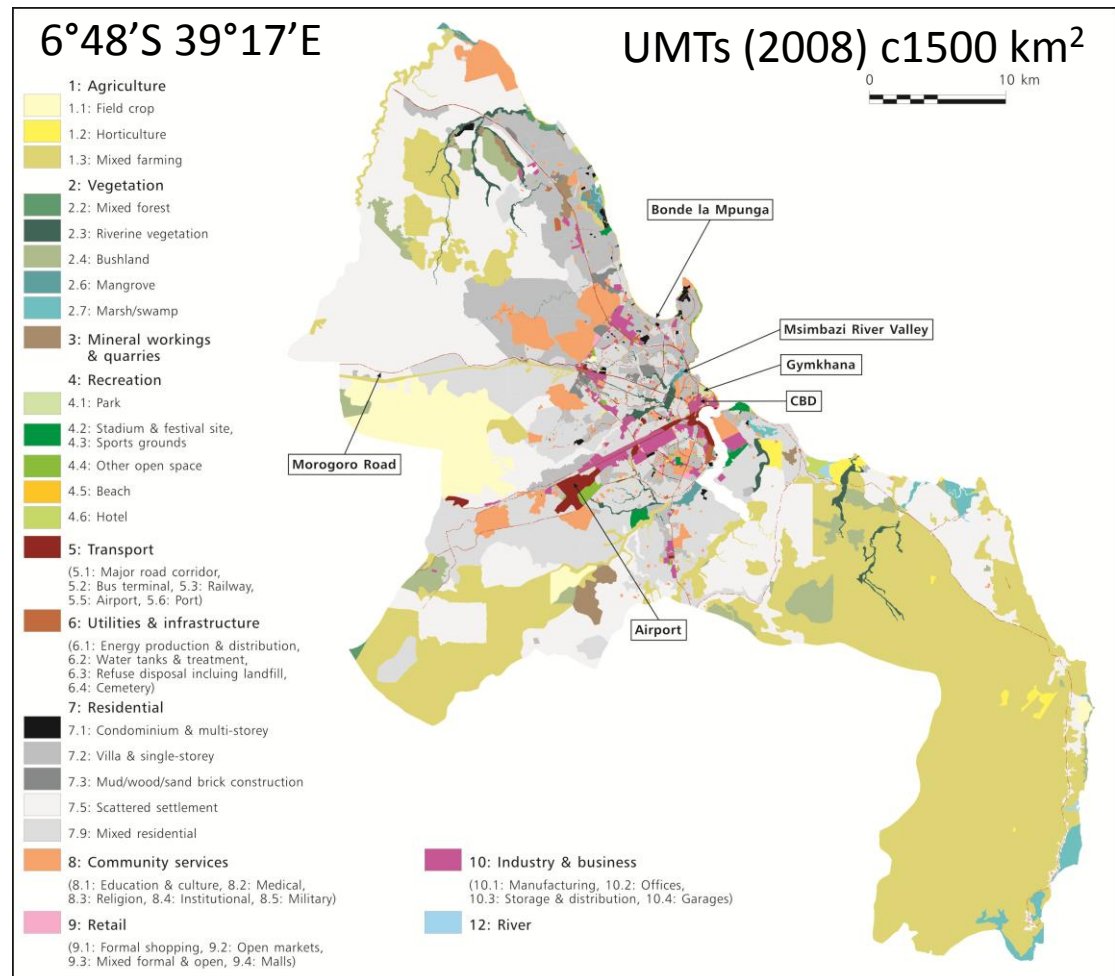 6°48’S 39°17’E
UMTs (2008) c1500 km²
0 10 km
1: Agriculture
1.1: Field crop
1.2: Horticulture
1.3: Mixed farming
2: Vegetation
2.2: Mixed forest
2.3: Riverine vegetation
2.4: Bushland
2.6: Mangrove
2.7: Marsh/swamp
3: Mineral workings
& quarries
4: Recreation
4.1: Park
4.2: Stadium & festival site,
4.3: Sports grounds
4.4: Other open space
4.5: Beach
4.6: Hotel
5: Transport
(5.1: Major road corridor,
5.2: Bus terminal, 5.3: Railway,
5.5: Airport, 5.6: Port)
6: Utilities & infrastructure
(6.1: Energy production & distribution,
6.2: Water tanks & treatment,
6.3: Refuse disposal incluing landfill,
6.4: Cemetery)
7: Residential
7.1: Condominium & multi-storey
7.2: Villa & single-storey
7.3: Mud/wood/sand brick construction
7.5: Scattered settlement
7.9: Mixed residential
8: Community services
(8.1: Education & culture, 8.2: Medical,
8.3: Religion, 8.4: Institutional, 8.5: Military)
9: Retail
(9.1: Formal shopping, 9.2: Open markets,
9.3: Mixed formal & open, 9.4: Malls)
10: Industry & business
(10.1: Manufacturing, 10.2: Offices,
10.3: Storage & distribution, 10.4: Garages)
12: River
Bonde la Mpunga
Msimbazi River Valley
Gymkhana
CBD
Morogoro Road
Airport